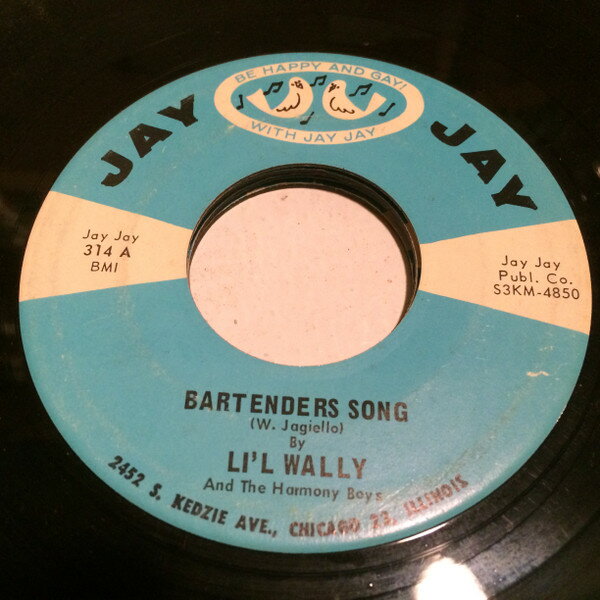 BE HAPPY AND GAY!
WITH JAY JAY
JAY JAY
Jay Jay
314 A
BMI
Jay Jay
Publ. Co.
S3KM-4850
BARTENDERS SONG
(W. Jagiello)
By
LI'L WALLY
And The Harmony Boys
2452 S. KEDZIE AVE., CHICAGO 23, ILLINOIS